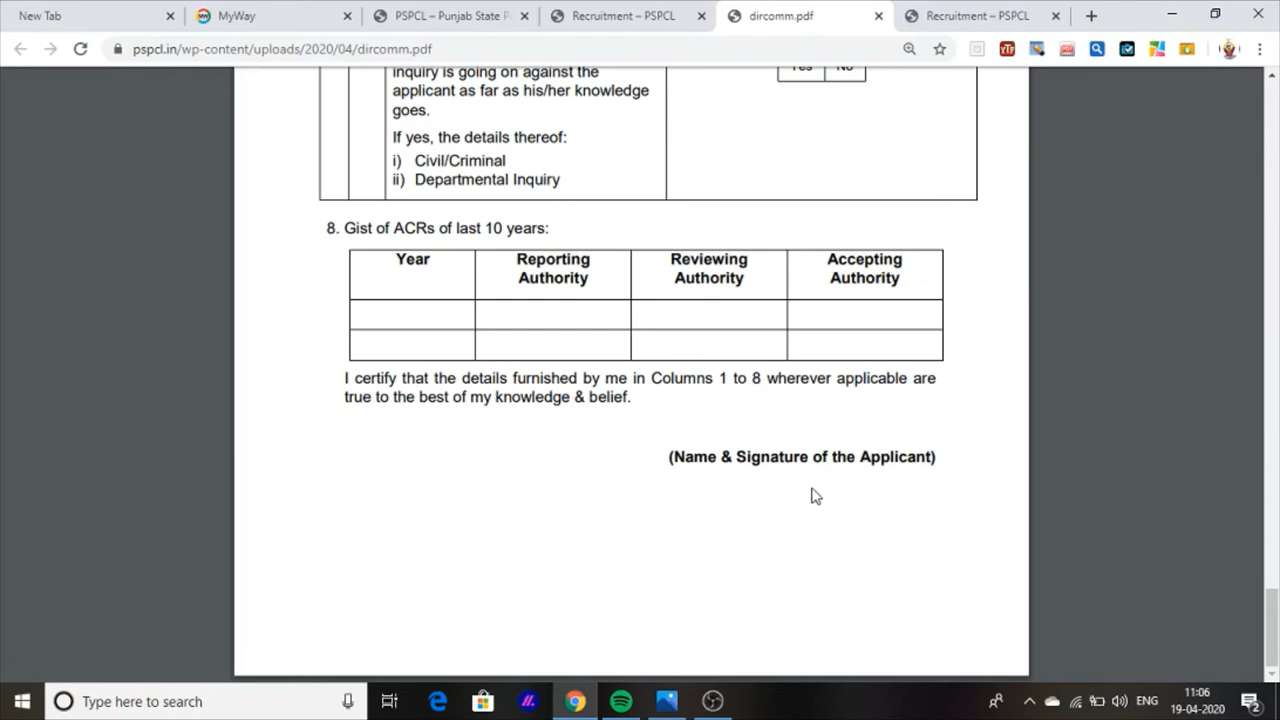 New Tab
MyWay
PSPCL – Punjab State P
Recruitment – PSPCL
dircomm.pdf
Recruitment – PSPCL
pspcl.in/wp-content/uploads/2020/04/dircomm.pdf
inquiry is going on against the
applicant as far as his/her knowledge
goes.
Yes No
If yes, the details thereof:
i) Civil/Criminal
ii) Departmental Inquiry
8. Gist of ACRs of last 10 years:
Year
Reporting Authority
Reviewing Authority
Accepting Authority
I certify that the details furnished by me in Columns 1 to 8 wherever applicable are
true to the best of my knowledge & belief.
(Name & Signature of the Applicant)
Type here to search
ENG
11:06
19-04-2020
2